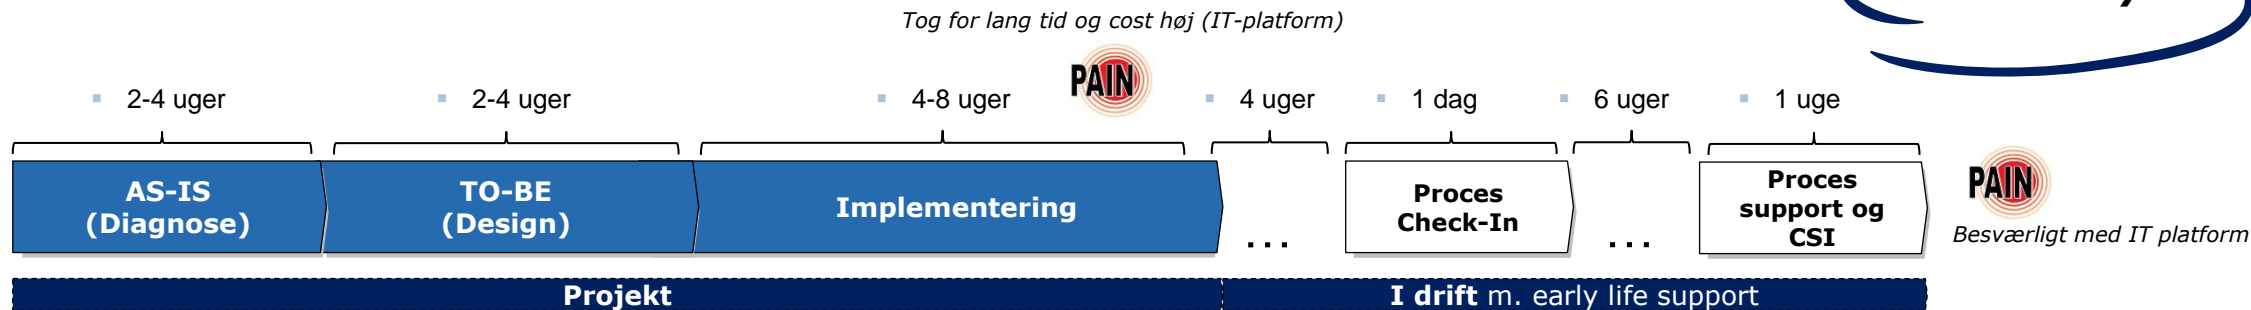 Tog for lang tid og cost høj (IT-platform)
PAIN
▪ 2-4 uger
▪ 2-4 uger
▪ 4-8 uger
▪ 4 uger
▪ 1 dag
▪ 6 uger
▪ 1 uge
AS-IS
(Diagnose)
TO-BE
(Design)
Implementering
...
Proces
Check-In
...
Proces
support og
CSI
PAIN
Besværligt med IT platform
Projekt
I drift m. early life support